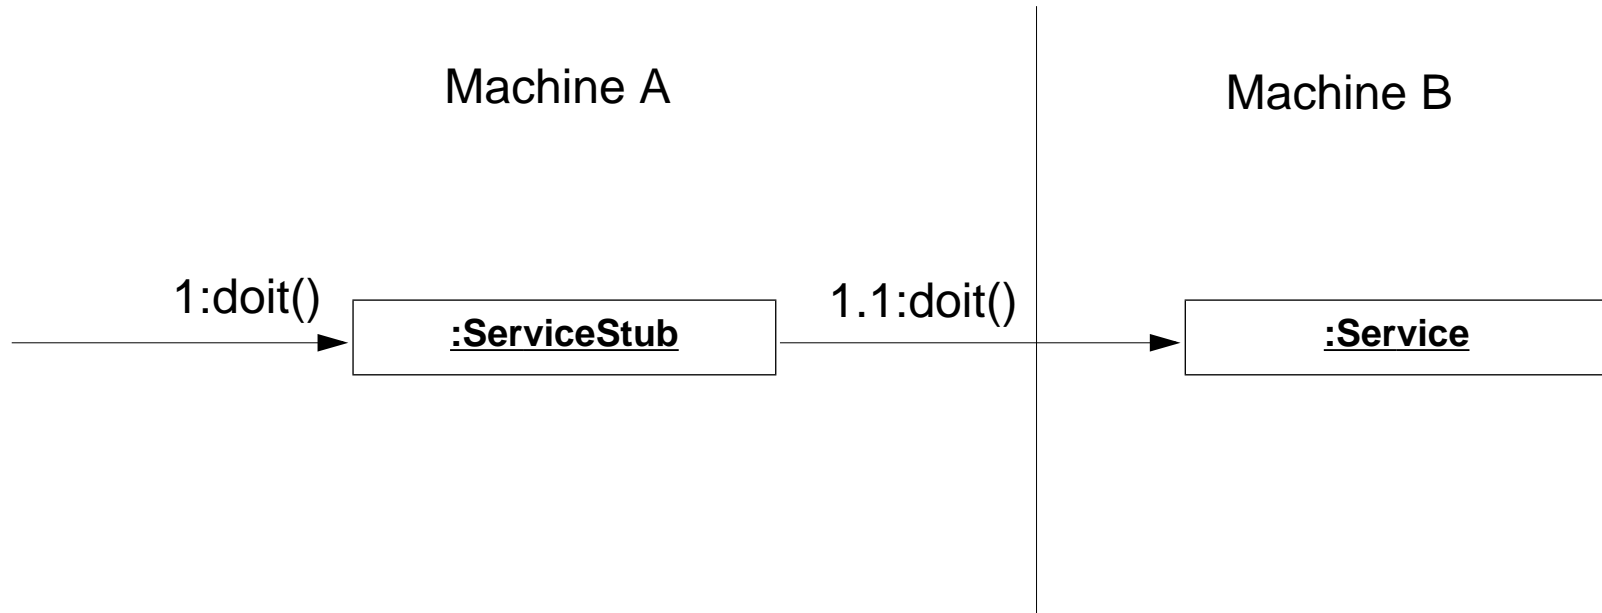 Machine A
Machine B
1:doit()
:ServiceStub
1.1:doit()
:Service